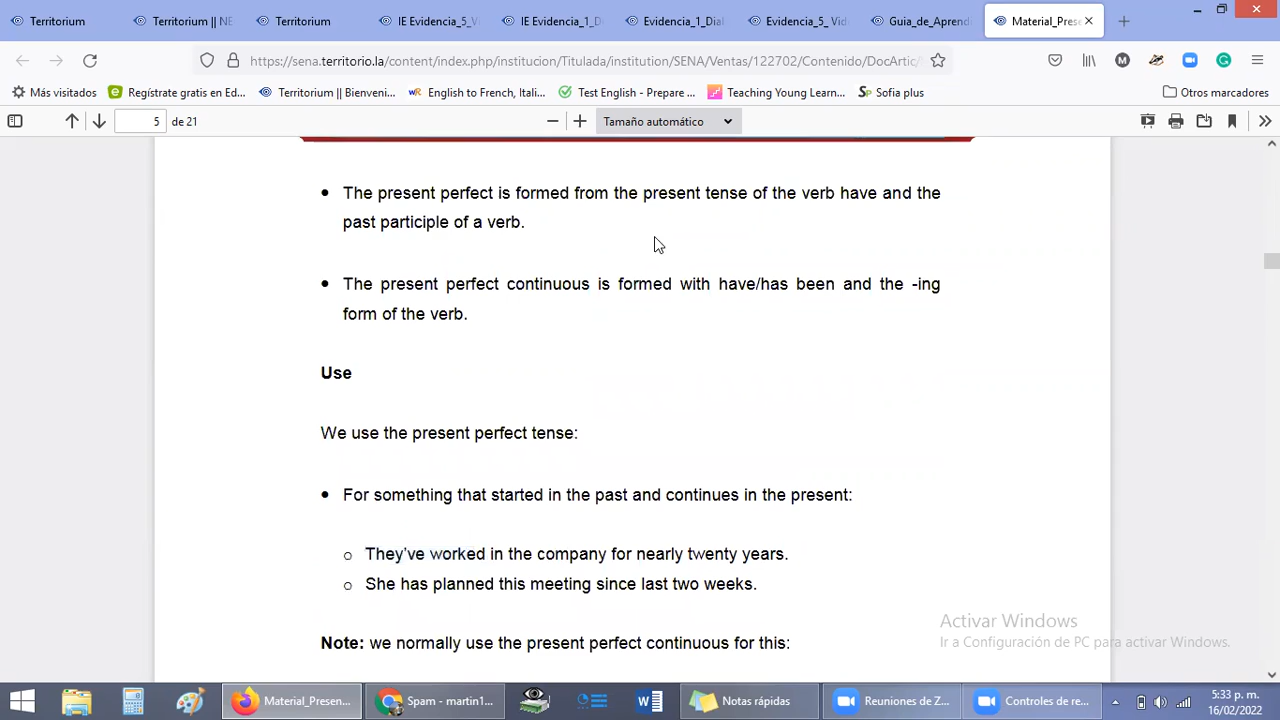 Territorium
Territorium || NE
Territorium
IE Evidencia_5_V
IE Evidencia_1_D
Evidencia_1_Dial
Evidencia_5_ Vide
Guia_de_Aprend
Material_Pres
https://sena.territorio.la/content/index.php/institucion/Titulada/institution/SENA/Ventas/122702/Contenido/DocArtic/
Más visitados
Regístrate gratis en Ed...
Territorium || Bienveni...
English to French, Itali...
Test English - Prepare ...
Teaching Young Learn...
Sofia plus
Otros marcadores
5 de 21
Tamaño automático
• The present perfect is formed from the present tense of the verb have and the
past participle of a verb.
• The present perfect continuous is formed with have/has been and the -ing
form of the verb.
Use
We use the present perfect tense:
• For something that started in the past and continues in the present:
o They've worked in the company for nearly twenty years.
o She has planned this meeting since last two weeks.
Note: we normally use the present perfect continuous for this:
Activar Windows
Ir a Configuración de PC para activar Windows.
Material_Presen...
Spam - martin1...
Notas rápidas
Reuniones de Z...
Controles de re...
5:33 p. m.
16/02/2022